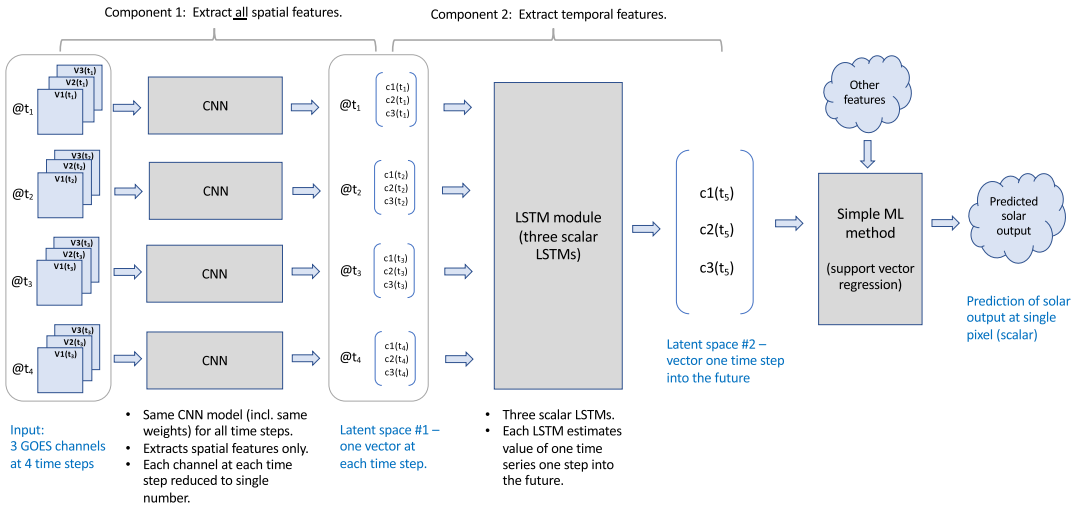 Component 1: Extract all spatial features.
Component 2: Extract temporal features.
V3(t₁)
V2(t₁)
V1(t₁)
@t₁
CNN
@t₁
c1(t₁)
c2(t₁)
c3(t₁)
V3(t₂)
V2(t₂)
V1(t₂)
@t₂
CNN
@t₂
c1(t₂)
c2(t₂)
c3(t₂)
V3(t₃)
V2(t₃)
V1(t₃)
@t₃
CNN
@t₃
c1(t₃)
c2(t₃)
c3(t₃)
V3(t₃)
V2(t₃)
V1(t₃)
@t₄
CNN
@t₄
c1(t₄)
c2(t₄)
c3(t₄)
LSTM module
(three scalar
LSTMs)
c1(t₅)
c2(t₅)
c3(t₅)
Other
features
Simple ML
method
(support vector
regression)
Predicted
solar
output
Prediction of solar
output at single
pixel (scalar)
Latent space #2 –
vector one time step
into the future
Input:
3 GOES channels
at 4 time steps
• Same CNN model (incl. same
weights) for all time steps.
• Extracts spatial features only.
• Each channel at each time
step reduced to single
number.
Latent space #1 –
one vector at
each time step.
• Three scalar LSTMs.
• Each LSTM estimates
value of one time
series one step into
the future.